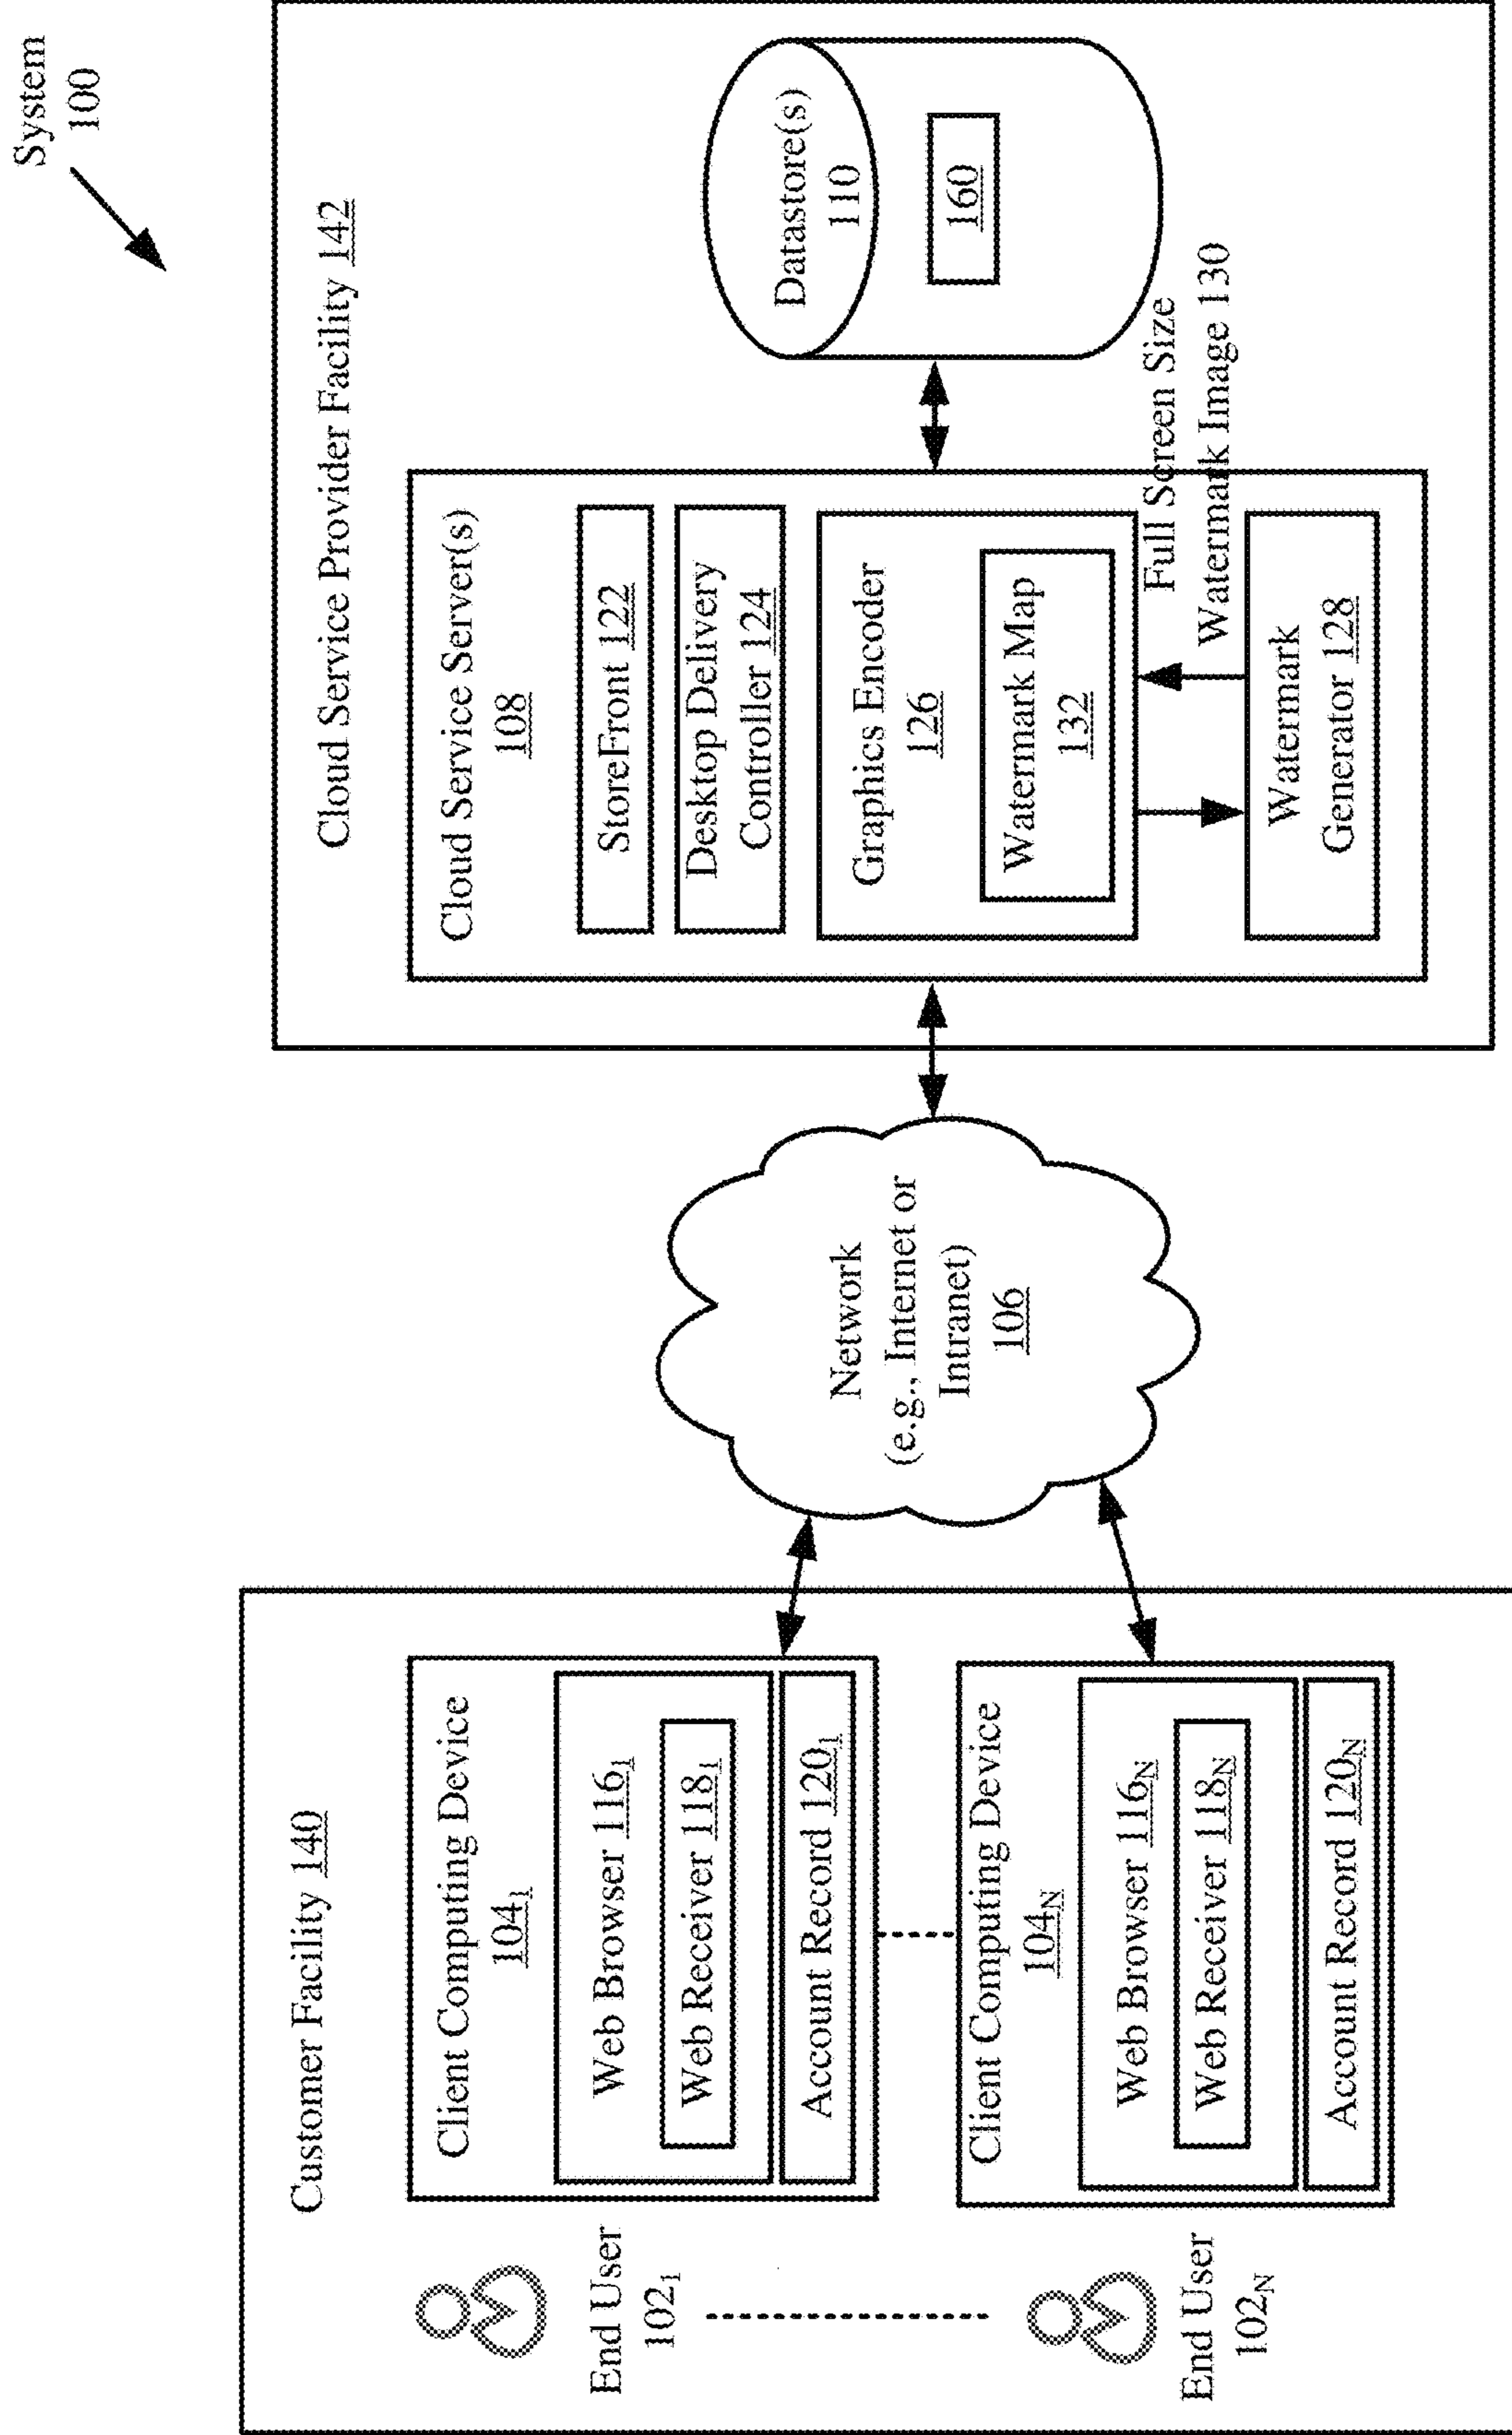 System
100
Customer Facility 140
End User
102₁
End User
102N
Client Computing Device
104₁
Web Browser 116₁
Web Receiver 118₁
Account Record 120₁
Client Computing Device
104N
Web Browser 116N
Web Receiver 118N
Account Record 120N
Network
(e.g., Internet or
Intranet)
106
Cloud Service Provider Facility 142
Cloud Service Server(s)
108
StoreFront 122
Desktop Delivery
Controller 124
Graphics Encoder
126
Watermark Map
132
Full Screen Size
Watermark Image 130
Watermark
Generator 128
Datastore(s)
110
160